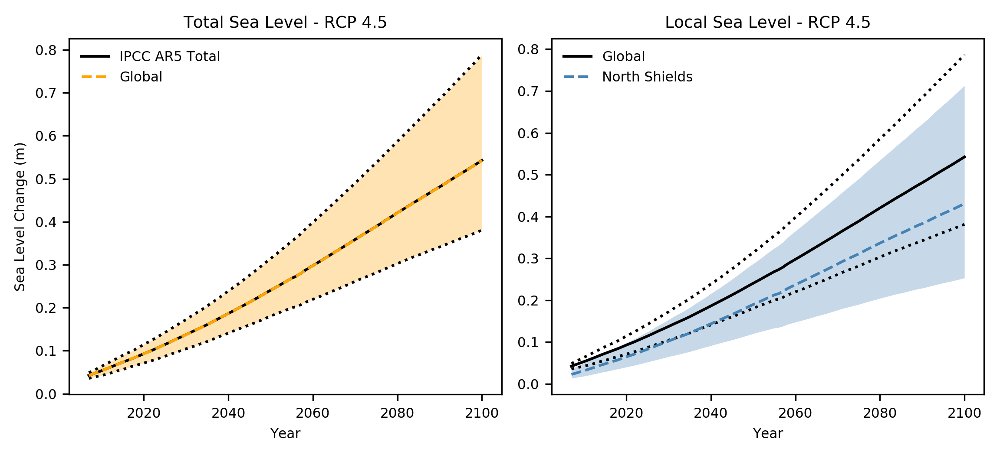 Total Sea Level - RCP 4.5
IPCC AR5 Total
Global
Sea Level Change (m)
0.8
0.7
0.6
0.5
0.4
0.3
0.2
0.1
0.0
2020 2040 2060 2080 2100
Year
Local Sea Level - RCP 4.5
Global
North Shields
0.8
0.7
0.6
0.5
0.4
0.3
0.2
0.1
0.0
2020 2040 2060 2080 2100
Year